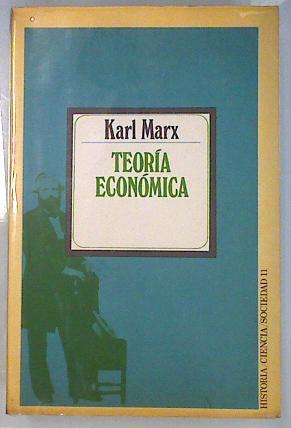 Karl Marx
TEORÍA
ECONÓMICA
HISTORIA, CIENCIA, SOCIEDAD 11